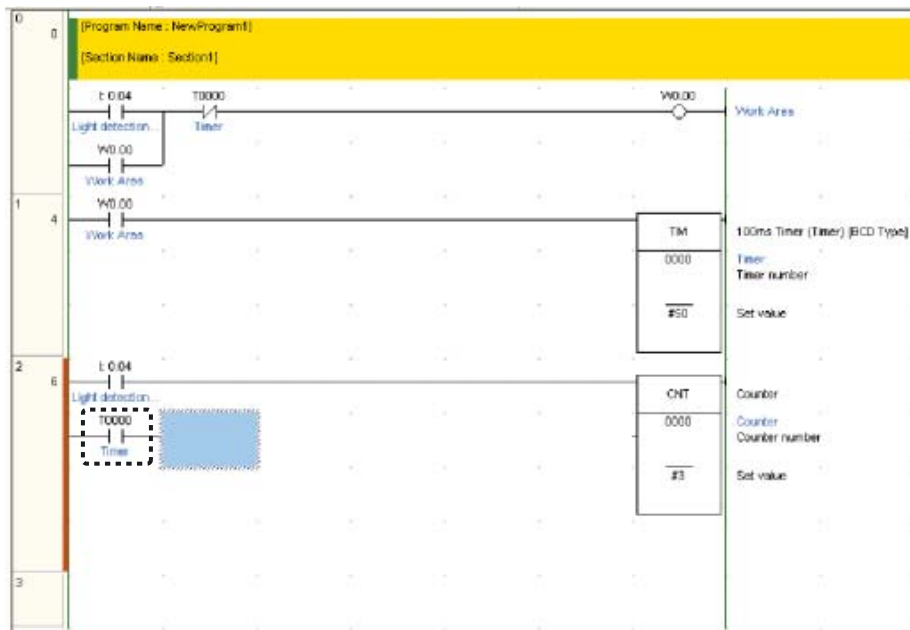 0
0
[Program Name : NewProgram1]
[Section Name : Section1]
I: 0.04
T0000
W0.00
Light detection...
Timer
Work Area
W0.00
Work Area
1
4
W0.00
Work Area
TIM
100ms Timer (Timer) [BCD Type]
0000
Timer
Timer number
#50
Set value
2
6
I: 0.04
Light detection...
CNT
Counter
T0000
Timer
0000
Counter
Counter number
#3
Set value
3